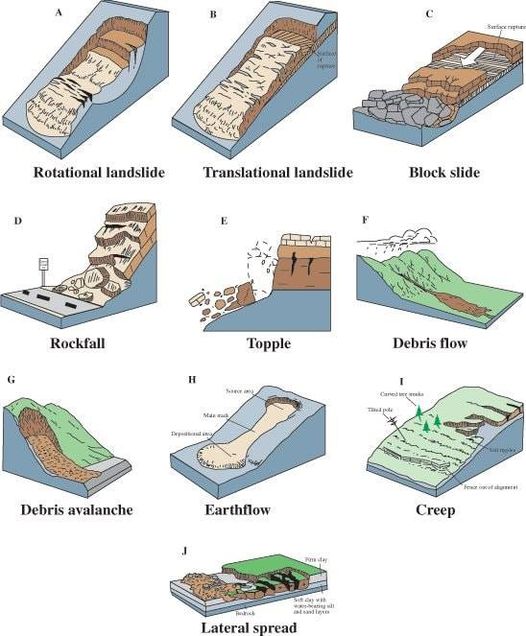 A
B
C
Surface rupture
Surface of rupture
Rotational landslide
Translational landslide
Block slide
D
E
F
Rockfall
Topple
Debris flow
G
H
I
Source area
Main track
Depositional area
Curved tree trunks
Tilted pole
Soil ripples
Fence out of alignment
Debris avalanche
Earthflow
Creep
J
Firm clay
Soft clay with
water-bearing silt
and sand layers
Bedrock
Lateral spread